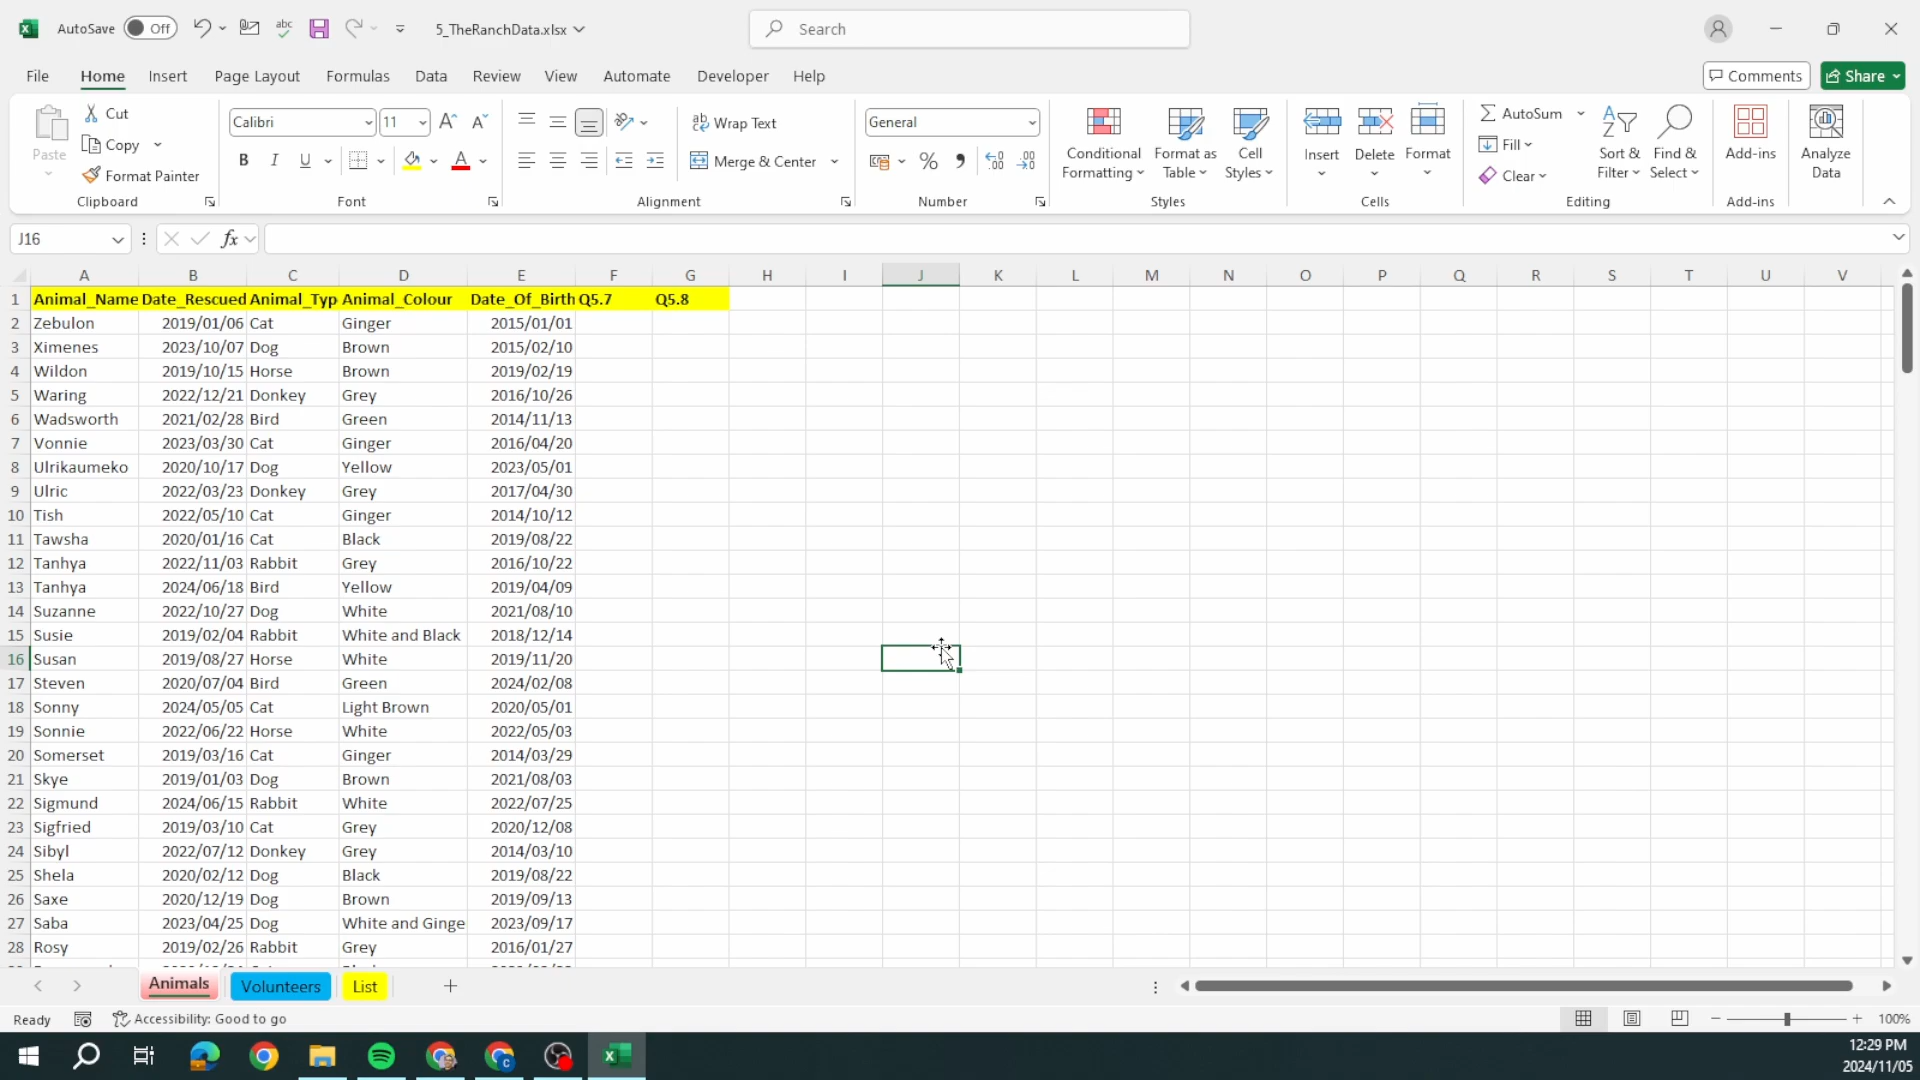 AutoSave Off 5_TheRanchData.xlsx Search
File Home Insert Page Layout Formulas Data Review View Automate Developer Help Comments Share
Paste Cut Copy Format Painter Clipboard
Calibri 11 B I U A Font
ab Wrap Text Merge & Center Alignment
General % Number
Conditional Formatting Format as Table Cell Styles Styles
Insert Delete Format Cells
AutoSum Fill Clear Sort & Filter Find & Select Editing
Add-ins Add-ins
Analyze Data
J16 fx
A B C D E F G H I J K L M N O P Q R S T U V
1 Animal_Name Date_Rescued Animal_Typ Animal_Colour Date_Of_Birth Q5.7 Q5.8
2 Zebulon 2019/01/06 Cat Ginger 2015/01/01
3 Ximenes 2023/10/07 Dog Brown 2015/02/10
4 Wildon 2019/10/15 Horse Brown 2019/02/19
5 Waring 2022/12/21 Donkey Grey 2016/10/26
6 Wadsworth 2021/02/28 Bird Green 2014/11/13
7 Vonnie 2023/03/30 Cat Ginger 2016/04/20
8 Ulrikaumeko 2020/10/17 Dog Yellow 2023/05/01
9 Ulric 2022/03/23 Donkey Grey 2017/04/30
10 Tish 2022/05/10 Cat Ginger 2014/10/12
11 Tawsha 2020/01/16 Cat Black 2019/08/22
12 Tanhya 2022/11/03 Rabbit Grey 2016/10/22
13 Tanhya 2024/06/18 Bird Yellow 2019/04/09
14 Suzanne 2022/10/27 Dog White 2021/08/10
15 Susie 2019/02/04 Rabbit White and Black 2018/12/14
16 Susan 2019/08/27 Horse White 2019/11/20
17 Steven 2020/07/04 Bird Green 2024/02/08
18 Sonny 2024/05/05 Cat Light Brown 2020/05/01
19 Sonnie 2022/06/22 Horse White 2022/05/03
20 Somerset 2019/03/16 Cat Ginger 2014/03/29
21 Skye 2019/01/03 Dog Brown 2021/08/03
22 Sigmund 2024/06/15 Rabbit White 2022/07/25
23 Sigfried 2019/03/10 Cat Grey 2020/12/08
24 Sibyl 2022/07/12 Donkey Grey 2014/03/10
25 Shela 2020/02/12 Dog Black 2019/08/22
26 Saxe 2020/12/19 Dog Brown 2019/09/13
27 Saba 2023/04/25 Dog White and Ginge 2023/09/17
28 Rosy 2019/02/26 Rabbit Grey 2016/01/27
Animals Volunteers List
Ready Accessibility: Good to go 100%
12:29 PM
2024/11/05